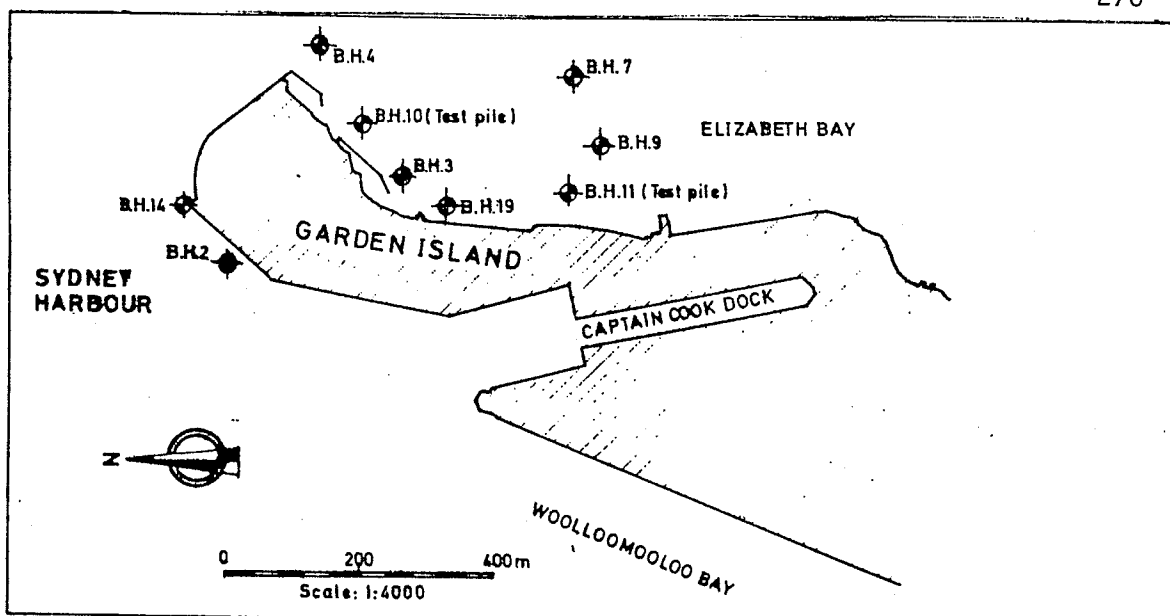 B.H.4
B.H.7
B.H.10 (Test pile)
ELIZABETH BAY
B.H.9
B.H.3
B.H.11 (Test pile)
B.H.14
B.H.19
GARDEN ISLAND
B.H.2
SYDNEY
HARBOUR
CAPTAIN COOK DOCK
N
WOOLLOOMOOLOO BAY
0 200 400m
Scale: 1:4000